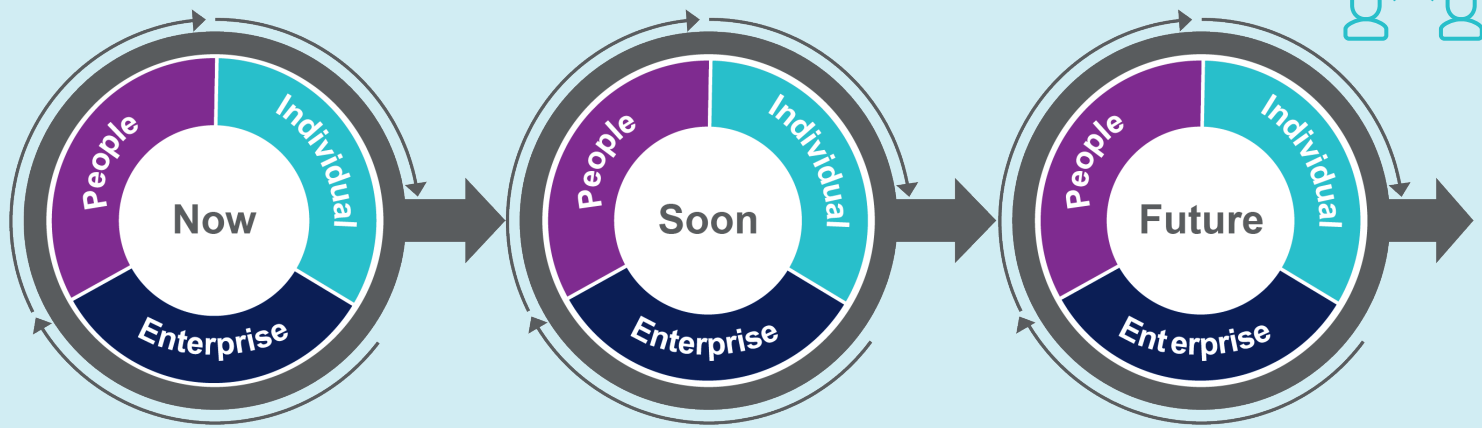 People
Individual
Now
Enterprise
People
Individual
Soon
Enterprise
People
Individual
Future
Enterprise